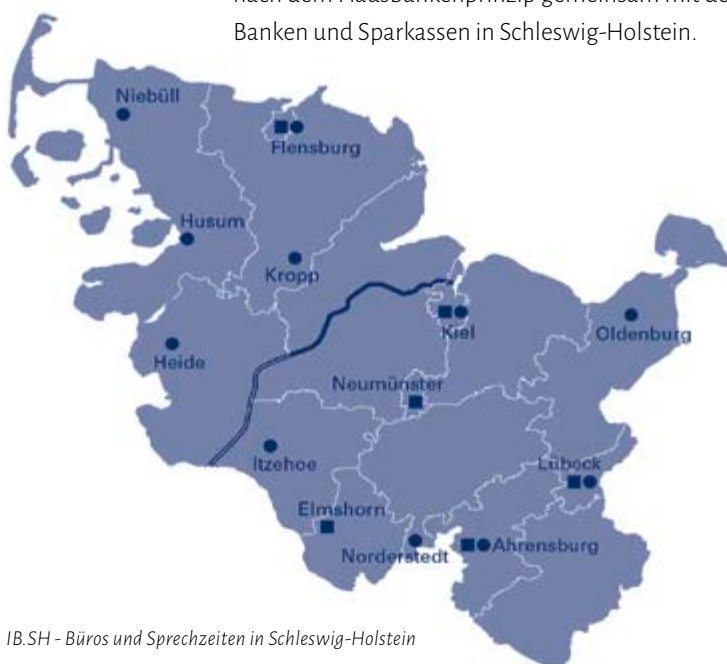 Banken und Sparkassen in Schleswig-Holstein.
Niebüll
Flensburg
Husum
Kropp
Kiel
Oldenburg
Heide
Neumünster
Itzehoe
Lübeck
Elmshorn
Norderstedt
Ahrensburg
IB.SH - Büros und Sprechzeiten in Schleswig-Holstein